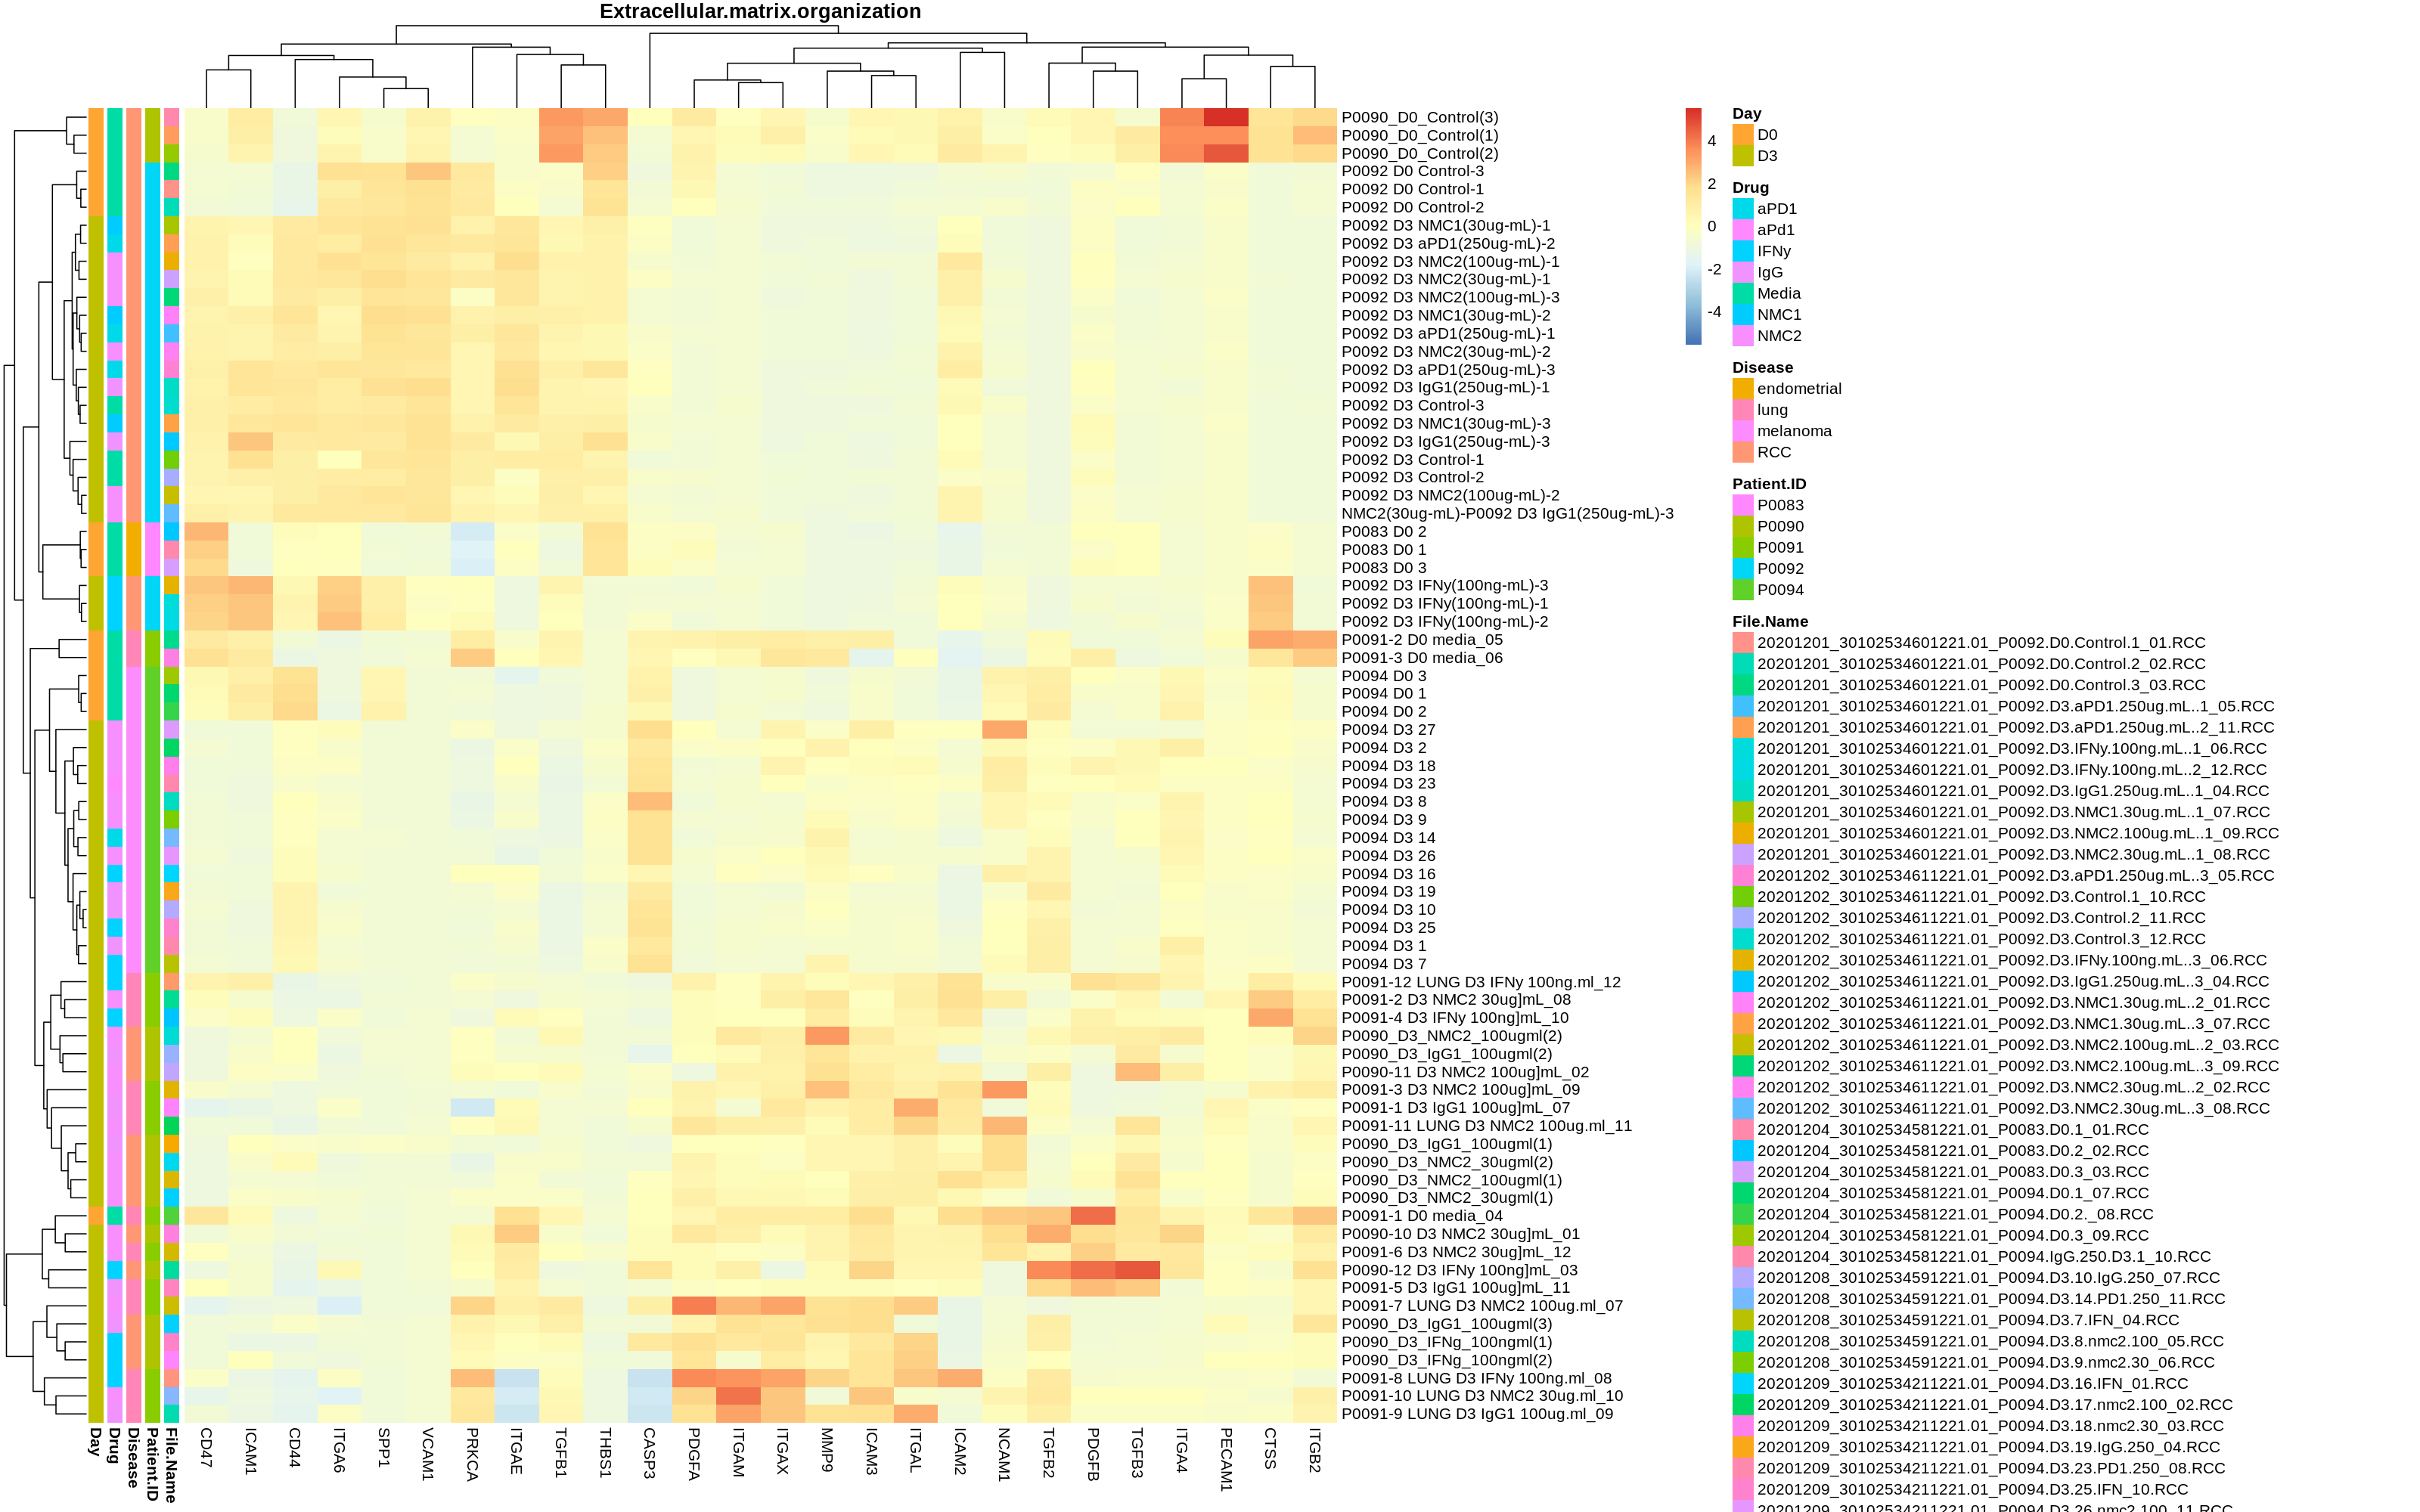 Extracellular.matrix.organization
P0090_D0_Control(3)
P0090_D0_Control(1)
P0090_D0_Control(2)
P0092 D0 Control-3
P0092 D0 Control-1
P0092 D0 Control-2
P0092 D3 NMC1(30ug-mL)-1
P0092 D3 aPD1(250ug-mL)-2
P0092 D3 NMC2(100ug-mL)-1
P0092 D3 NMC2(30ug-mL)-1
P0092 D3 NMC2(100ug-mL)-3
P0092 D3 NMC1(30ug-mL)-2
P0092 D3 aPD1(250ug-mL)-1
P0092 D3 NMC2(30ug-mL)-2
P0092 D3 aPD1(250ug-mL)-3
P0092 D3 IgG1(250ug-mL)-1
P0092 D3 Control-3
P0092 D3 NMC1(30ug-mL)-3
P0092 D3 IgG1(250ug-mL)-3
P0092 D3 Control-1
P0092 D3 Control-2
P0092 D3 NMC2(100ug-mL)-2
NMC2(30ug-mL)-P0092 D3 IgG1(250ug-mL)-3
P0083 D0 2
P0083 D0 1
P0083 D0 3
P0092 D3 IFNy(100ng-mL)-3
P0092 D3 IFNy(100ng-mL)-1
P0092 D3 IFNy(100ng-mL)-2
P0091-2 D0 media_05
P0091-3 D0 media_06
P0094 D0 3
P0094 D0 1
P0094 D0 2
P0094 D3 27
P0094 D3 2
P0094 D3 18
P0094 D3 23
P0094 D3 8
P0094 D3 9
P0094 D3 14
P0094 D3 26
P0094 D3 16
P0094 D3 19
P0094 D3 10
P0094 D3 25
P0094 D3 1
P0094 D3 7
P0091-12 LUNG D3 IFNy 100ng.ml_12
P0091-2 D3 NMC2 30ug]mL_08
P0091-4 D3 IFNy 100ng]mL_10
P0090_D3_NMC2_100ugml(2)
P0090_D3_IgG1_100ugml(2)
P0090-11 D3 NMC2 100ug]mL_02
P0091-3 D3 NMC2 100ug]mL_09
P0091-1 D3 IgG1 100ug]mL_07
P0091-11 LUNG D3 NMC2 100ug.ml_11
P0090_D3_IgG1_100ugml(1)
P0090_D3_NMC2_30ugml(2)
P0090_D3_NMC2_100ugml(1)
P0090_D3_NMC2_30ugml(1)
P0091-1 D0 media_04
P0090-10 D3 NMC2 30ug]mL_01
P0091-6 D3 NMC2 30ug]mL_12
P0090-12 D3 IFNy 100ng]mL_03
P0091-5 D3 IgG1 100ug]mL_11
P0091-7 LUNG D3 NMC2 100ug.ml_07
P0090_D3_IgG1_100ugml(3)
P0090_D3_IFNg_100ngml(1)
P0090_D3_IFNg_100ngml(2)
P0091-8 LUNG D3 IFNy 100ng.ml_08
P0091-10 LUNG D3 NMC2 30ug.ml_10
P0091-9 LUNG D3 IgG1 100ug.ml_09
Day
Drug
Disease
Patient.ID
File.Name
CD47
ICAM1
CD44
ITGA6
SPP1
VCAM1
PRKCA
ITGAE
TGFB1
THBS1
CASP3
PDGFA
ITGAM
ITGAX
MMP9
ICAM3
ITGAL
ICAM2
NCAM1
TGFB2
PDGFB
TGFB3
ITGA4
PECAM1
CTSS
ITGB2
4
2
0
-2
-4
Day
D0
D3
Drug
aPD1
aPd1
IFNy
IgG
Media
NMC1
NMC2
Disease
endometrial
lung
melanoma
RCC
Patient.ID
P0083
P0090
P0091
P0092
P0094
File.Name
20201201_30102534601221.01_P0092.D0.Control.1_01.RCC
20201201_30102534601221.01_P0092.D0.Control.2_02.RCC
20201201_30102534601221.01_P0092.D0.Control.3_03.RCC
20201201_30102534601221.01_P0092.D3.aPD1.250ug.mL..1_05.RCC
20201201_30102534601221.01_P0092.D3.aPD1.250ug.mL..2_11.RCC
20201201_30102534601221.01_P0092.D3.IFNy.100ng.mL..1_06.RCC
20201201_30102534601221.01_P0092.D3.IFNy.100ng.mL..2_12.RCC
20201201_30102534601221.01_P0092.D3.IgG1.250ug.mL..1_04.RCC
20201201_30102534601221.01_P0092.D3.NMC1.30ug.mL..1_07.RCC
20201201_30102534601221.01_P0092.D3.NMC2.100ug.mL..1_09.RCC
20201201_30102534601221.01_P0092.D3.NMC2.30ug.mL..1_08.RCC
20201202_30102534611221.01_P0092.D3.aPD1.250ug.mL..3_05.RCC
20201202_30102534611221.01_P0092.D3.Control.1_10.RCC
20201202_30102534611221.01_P0092.D3.Control.2_11.RCC
20201202_30102534611221.01_P0092.D3.Control.3_12.RCC
20201202_30102534611221.01_P0092.D3.IFNy.100ng.mL..3_06.RCC
20201202_30102534611221.01_P0092.D3.IgG1.250ug.mL..3_04.RCC
20201202_30102534611221.01_P0092.D3.NMC1.30ug.mL..2_01.RCC
20201202_30102534611221.01_P0092.D3.NMC1.30ug.mL..3_07.RCC
20201202_30102534611221.01_P0092.D3.NMC2.100ug.mL..2_03.RCC
20201202_30102534611221.01_P0092.D3.NMC2.100ug.mL..3_09.RCC
20201202_30102534611221.01_P0092.D3.NMC2.30ug.mL..2_02.RCC
20201202_30102534611221.01_P0092.D3.NMC2.30ug.mL..3_08.RCC
20201204_30102534581221.01_P0083.D0.1_01.RCC
20201204_30102534581221.01_P0083.D0.2_02.RCC
20201204_30102534581221.01_P0083.D0.3_03.RCC
20201204_30102534581221.01_P0094.D0.1_07.RCC
20201204_30102534581221.01_P0094.D0.2._08.RCC
20201204_30102534581221.01_P0094.D0.3_09.RCC
20201204_30102534581221.01_P0094.IgG.250.D3.1_10.RCC
20201208_30102534591221.01_P0094.D3.10.IgG.250_07.RCC
20201208_30102534591221.01_P0094.D3.14.PD1.250_11.RCC
20201208_30102534591221.01_P0094.D3.7.IFN_04.RCC
20201208_30102534591221.01_P0094.D3.8.nmc2.100_05.RCC
20201208_30102534591221.01_P0094.D3.9.nmc2.30_06.RCC
20201209_30102534211221.01_P0094.D3.16.IFN_01.RCC
20201209_30102534211221.01_P0094.D3.17.nmc2.100_02.RCC
20201209_30102534211221.01_P0094.D3.18.nmc2.30_03.RCC
20201209_30102534211221.01_P0094.D3.19.IgG.250_04.RCC
20201209_30102534211221.01_P0094.D3.23.PD1.250_08.RCC
20201209_30102534211221.01_P0094.D3.25.IFN_10.RCC
20201209_30102534211221.01_P0094.D3.26.nmc2.100_11.RCC